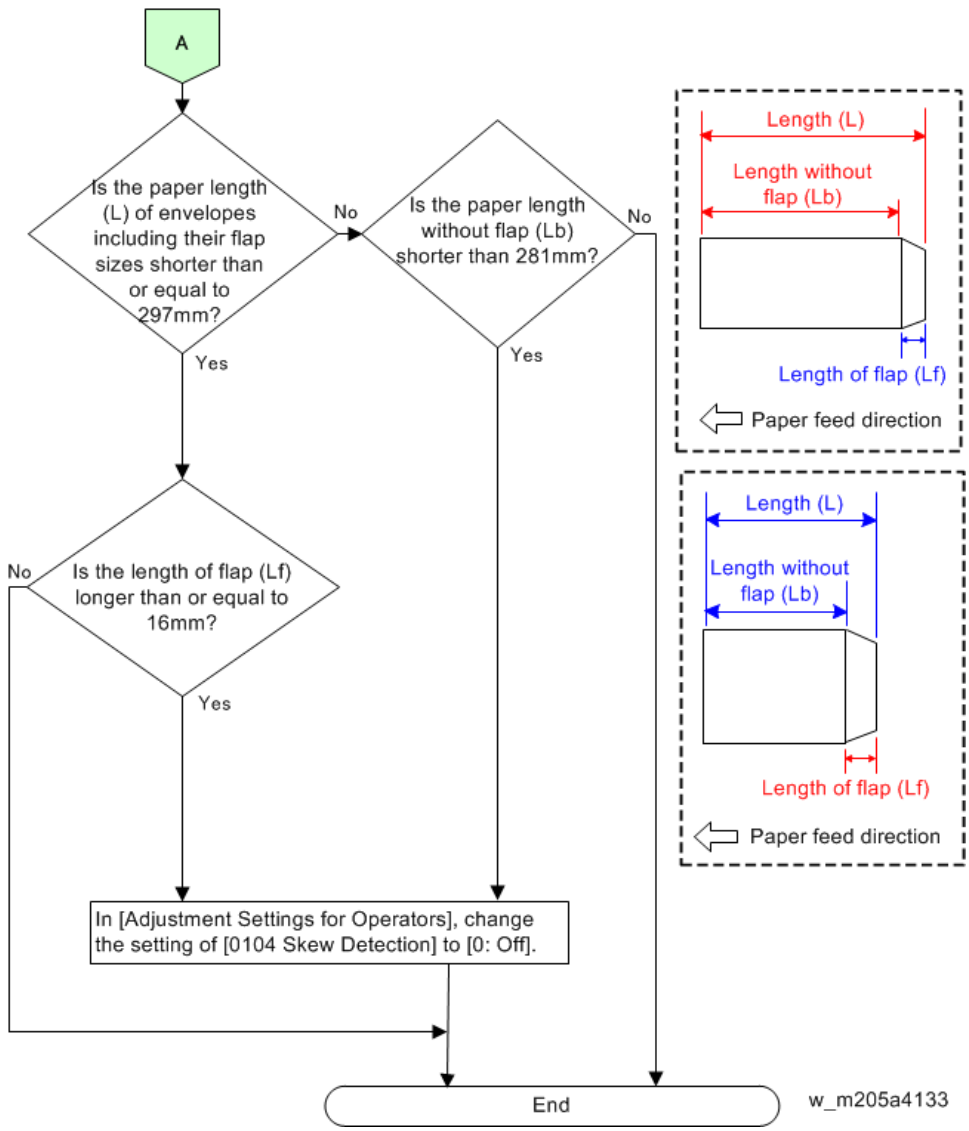 A
Is the paper length
(L) of envelopes
including their flap
sizes shorter than
or equal to
297mm?
No
Yes
Is the paper length
without flap (Lb)
shorter than 281mm?
No
Yes
Is the length of flap (Lf)
longer than or equal to
16mm?
No
Yes
In [Adjustment Settings for Operators], change
the setting of [0104 Skew Detection] to [0: Off].
End
Length (L)
Length without
flap (Lb)
Length of flap (Lf)
Paper feed direction
Length (L)
Length without
flap (Lb)
Length of flap (Lf)
Paper feed direction
w_m205a4133